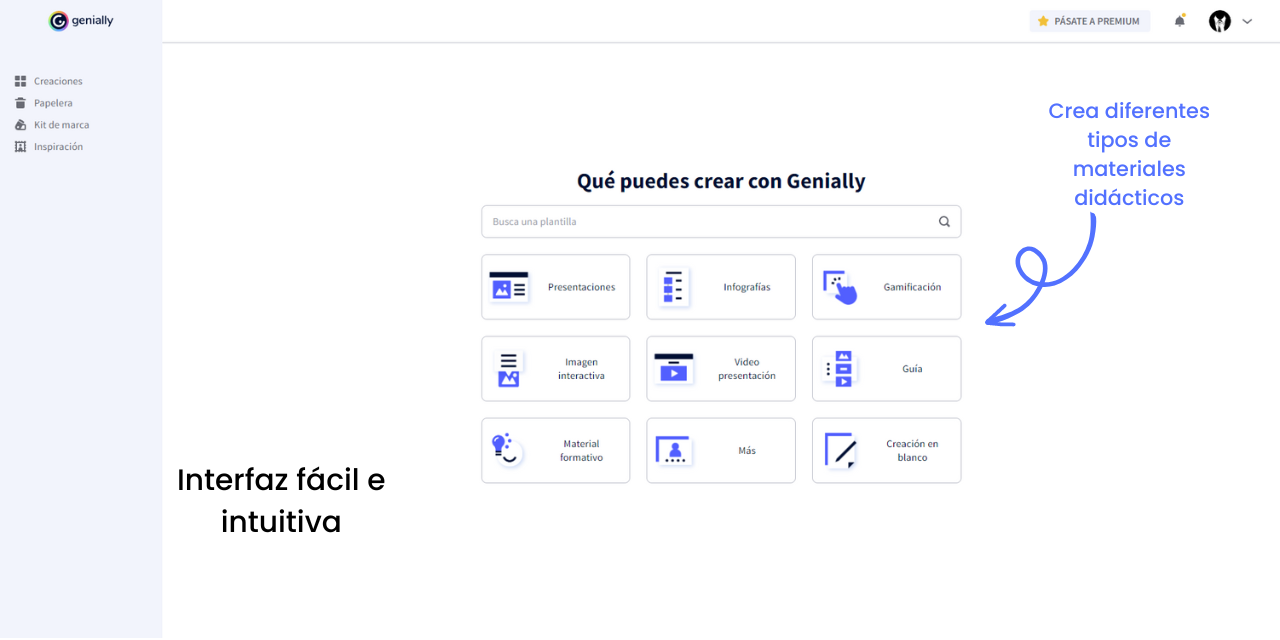 genially
PÁSATE A PREMIUM
Creaciones
Papelera
Kit de marca
Inspiración
Crea diferentes
tipos de
materiales
didácticos
Qué puedes crear con Genially
Busca una plantilla
Presentaciones
Infografías
Gamificación
Imagen
interactiva
Video
presentación
Guía
Material
formativo
Más
Creación en
blanco
Interfaz fácil e
intuitiva